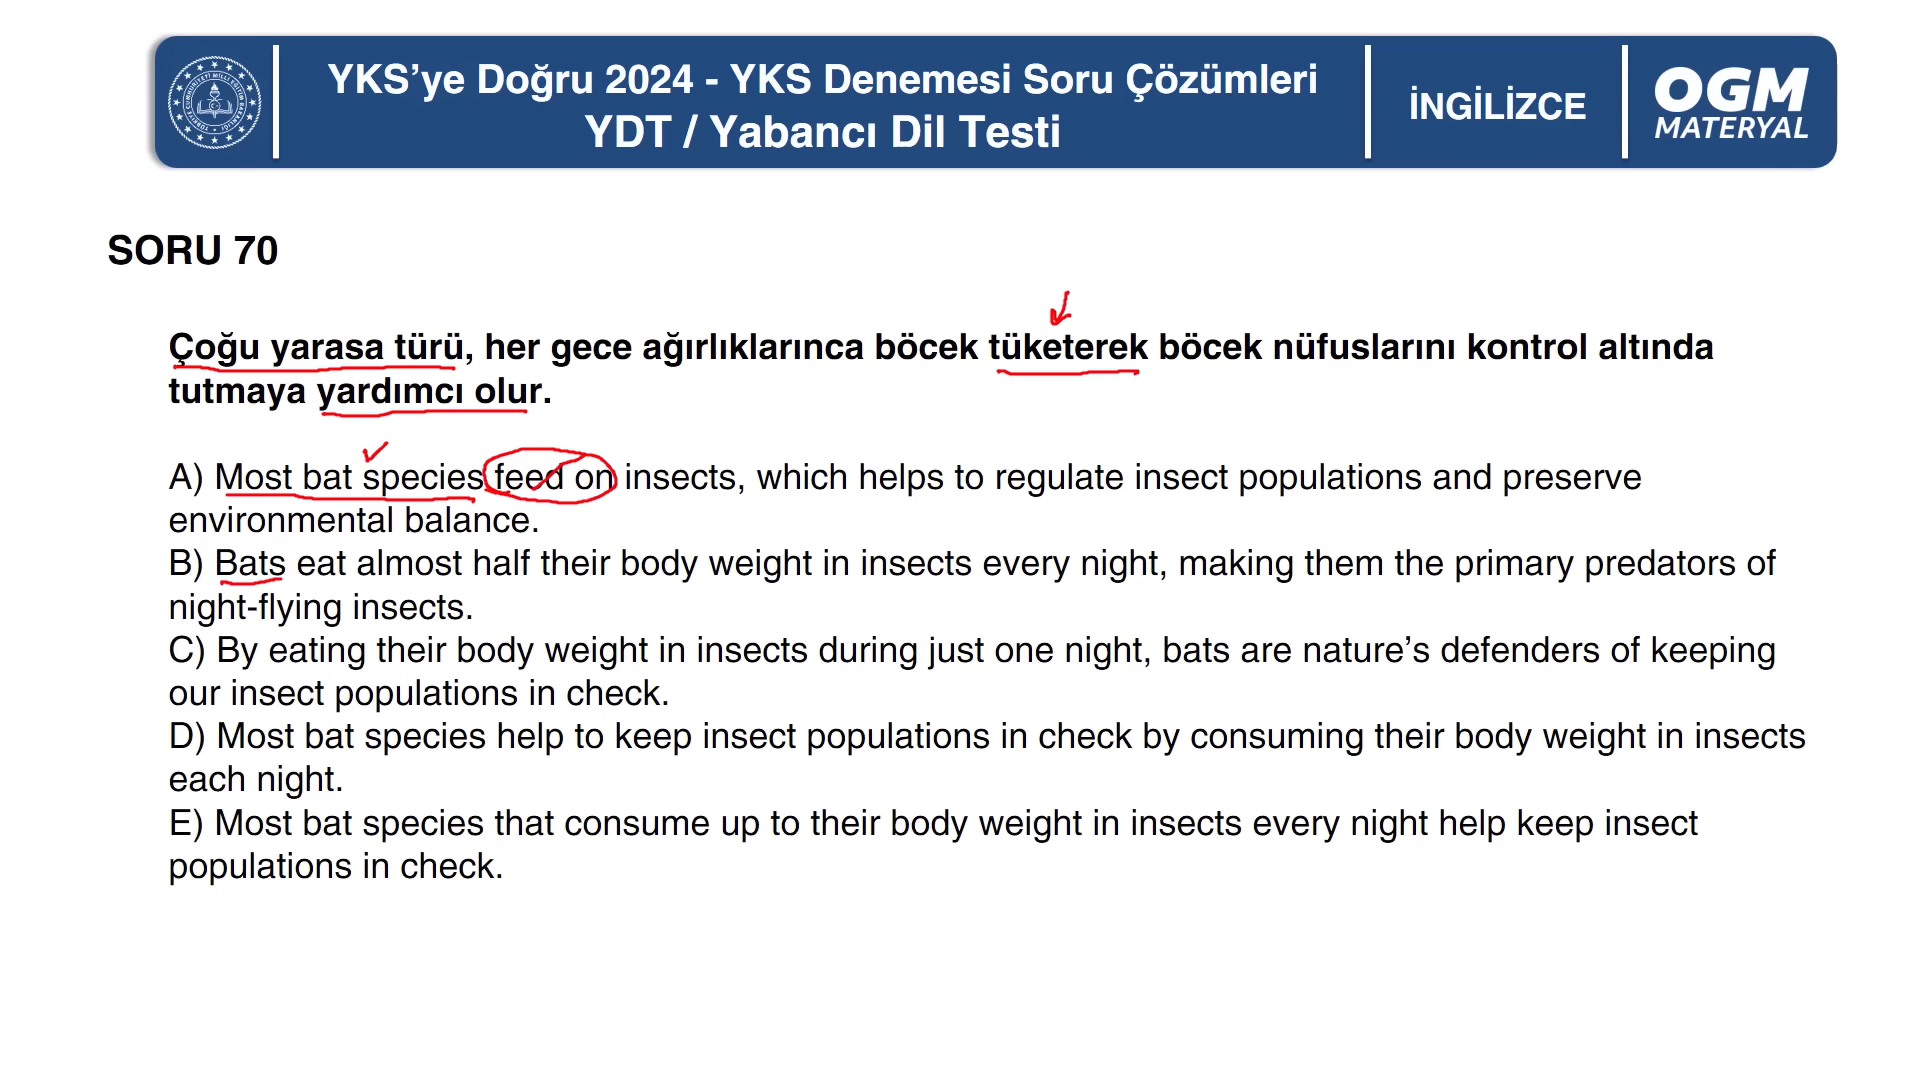 YKS’ye Doğru 2024 - YKS Denemesi Soru Çözümleri
YDT / Yabancı Dil Testi
İNGİLİZCE
OGM
MATERYAL
SORU 70
Çoğu yarasa türü, her gece ağırlıklarınca böcek tüketerek böcek nüfuslarını kontrol altında
tutmaya yardımcı olur.
A) Most bat species feed on insects, which helps to regulate insect populations and preserve
environmental balance.
B) Bats eat almost half their body weight in insects every night, making them the primary predators of
night-flying insects.
C) By eating their body weight in insects during just one night, bats are nature’s defenders of keeping
our insect populations in check.
D) Most bat species help to keep insect populations in check by consuming their body weight in insects
each night.
E) Most bat species that consume up to their body weight in insects every night help keep insect
populations in check.